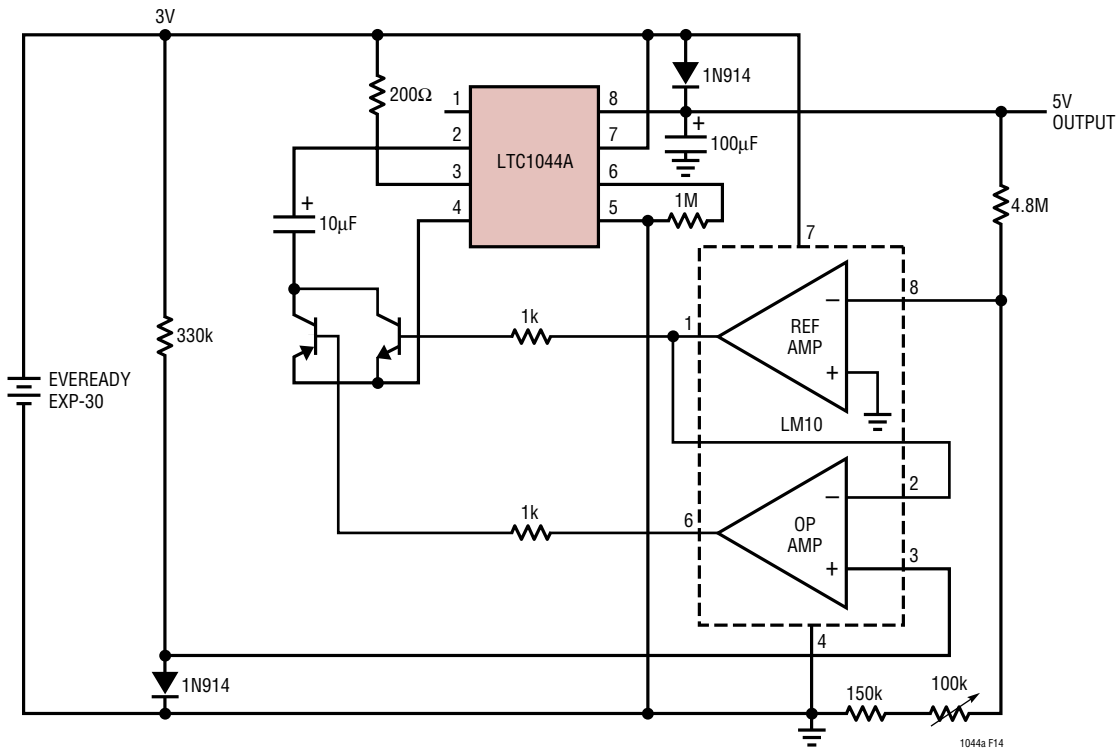 3V
200Ω
1
2
3
4
LTC1044A
8
7
6
5
1N914
+
100µF
5V
OUTPUT
1M
4.8M
+
10µF
7
8
–
REF
AMP
+
1
1k
330k
EVEREADY
EXP-30
LM10
2
–
OP
AMP
+
3
6
1k
4
1N914
150k
100k
1044a F14